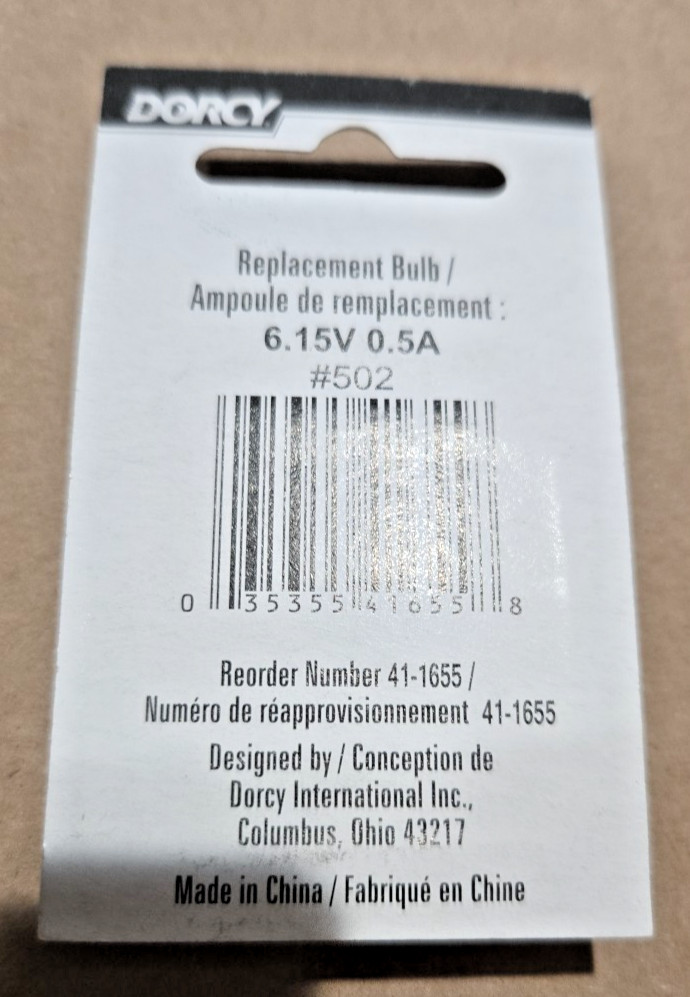 DORCY
Replacement Bulb /
Ampoule de remplacement :
6.15V 0.5A
#502
0 35355 41655 8
Reorder Number 41-1655 /
Numéro de réapprovisionnement 41-1655
Designed by / Conception de
Dorcy International Inc.,
Columbus, Ohio 43217
Made in China / Fabriqué en Chine